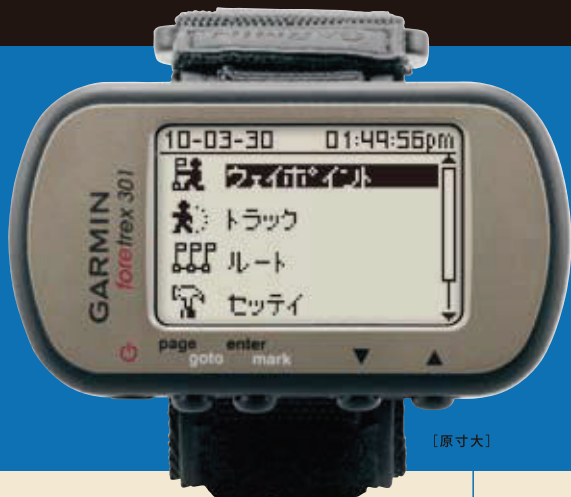 10-03-30 01:49:56pm
ウェイポイント
トラック
ルート
セッテイ
GARMIN
foretrex 301
page enter
goto mark
[原寸大]